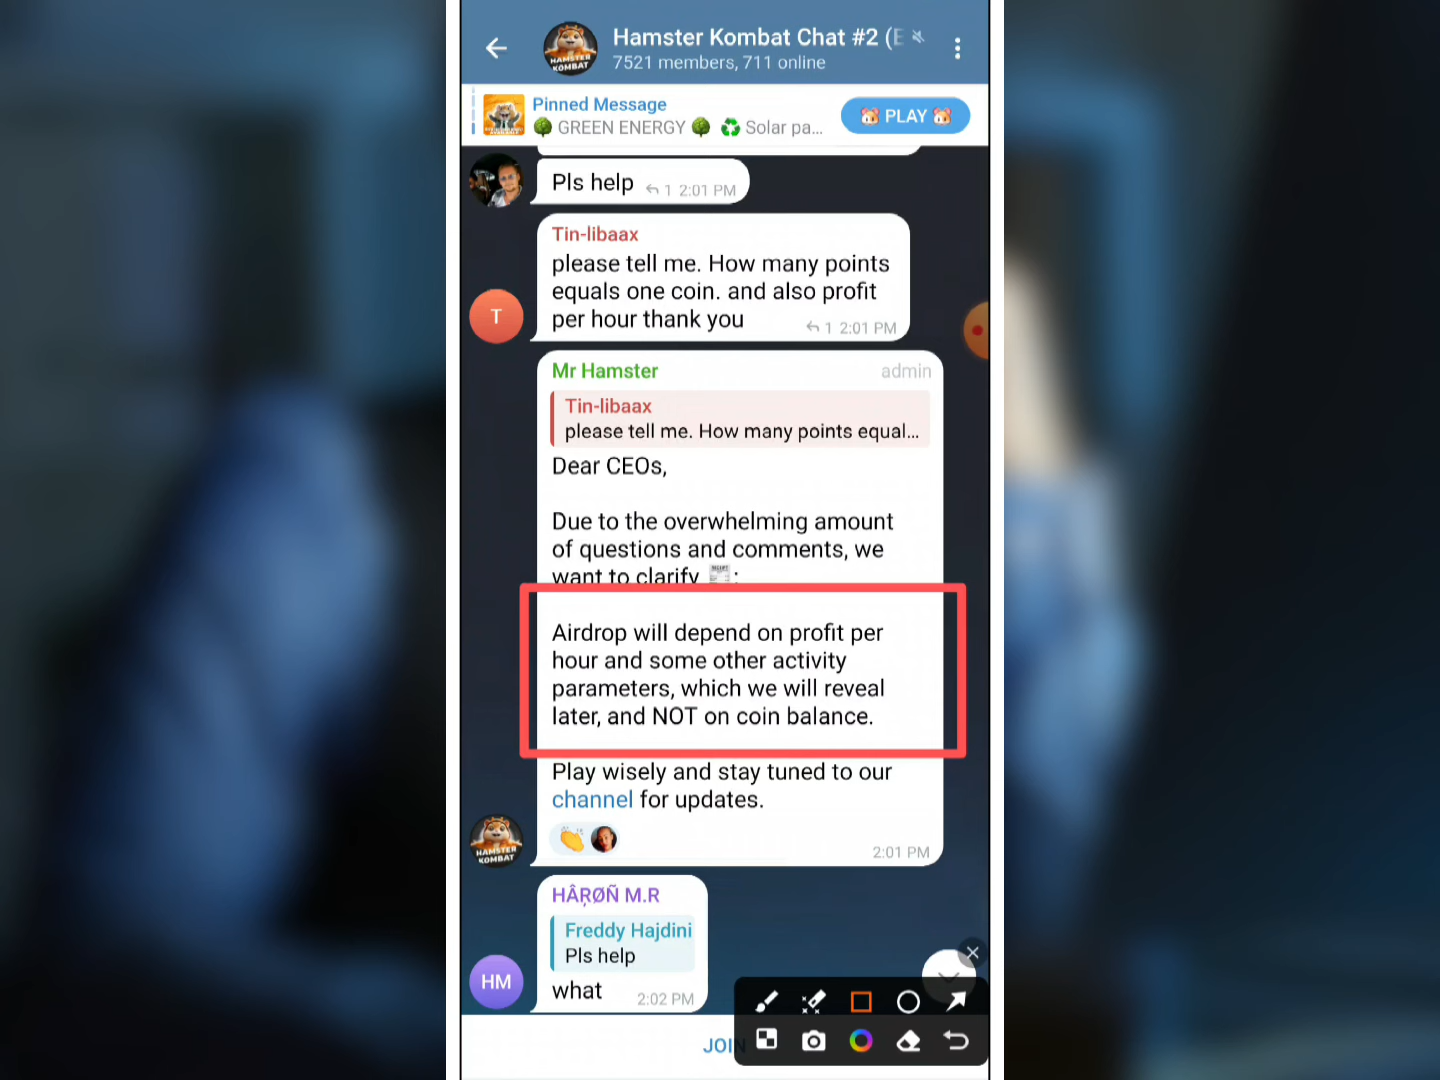 Hamster Kombat Chat #2 (E
7521 members, 711 online
Pinned Message
🌳 GREEN ENERGY 🌳 ♻️ Solar pa...
🐹 PLAY 🐹
Pls help
1 2:01 PM
Tin-libaax
please tell me. How many points
equals one coin. and also profit
per hour thank you
1 2:01 PM
T
Mr Hamster
admin
Tin-libaax
please tell me. How many points equal...
Dear CEOs,
Due to the overwhelming amount
of questions and comments, we
want to clarify 🧾:
Airdrop will depend on profit per
hour and some other activity
parameters, which we will reveal
later, and NOT on coin balance.
Play wisely and stay tuned to our
channel for updates.
2:01 PM
HAMSTER
KOMBAT
HÂŖØÑ M.R
Freddy Hajdini
Pls help
HM
what
2:02 PM
JOIN